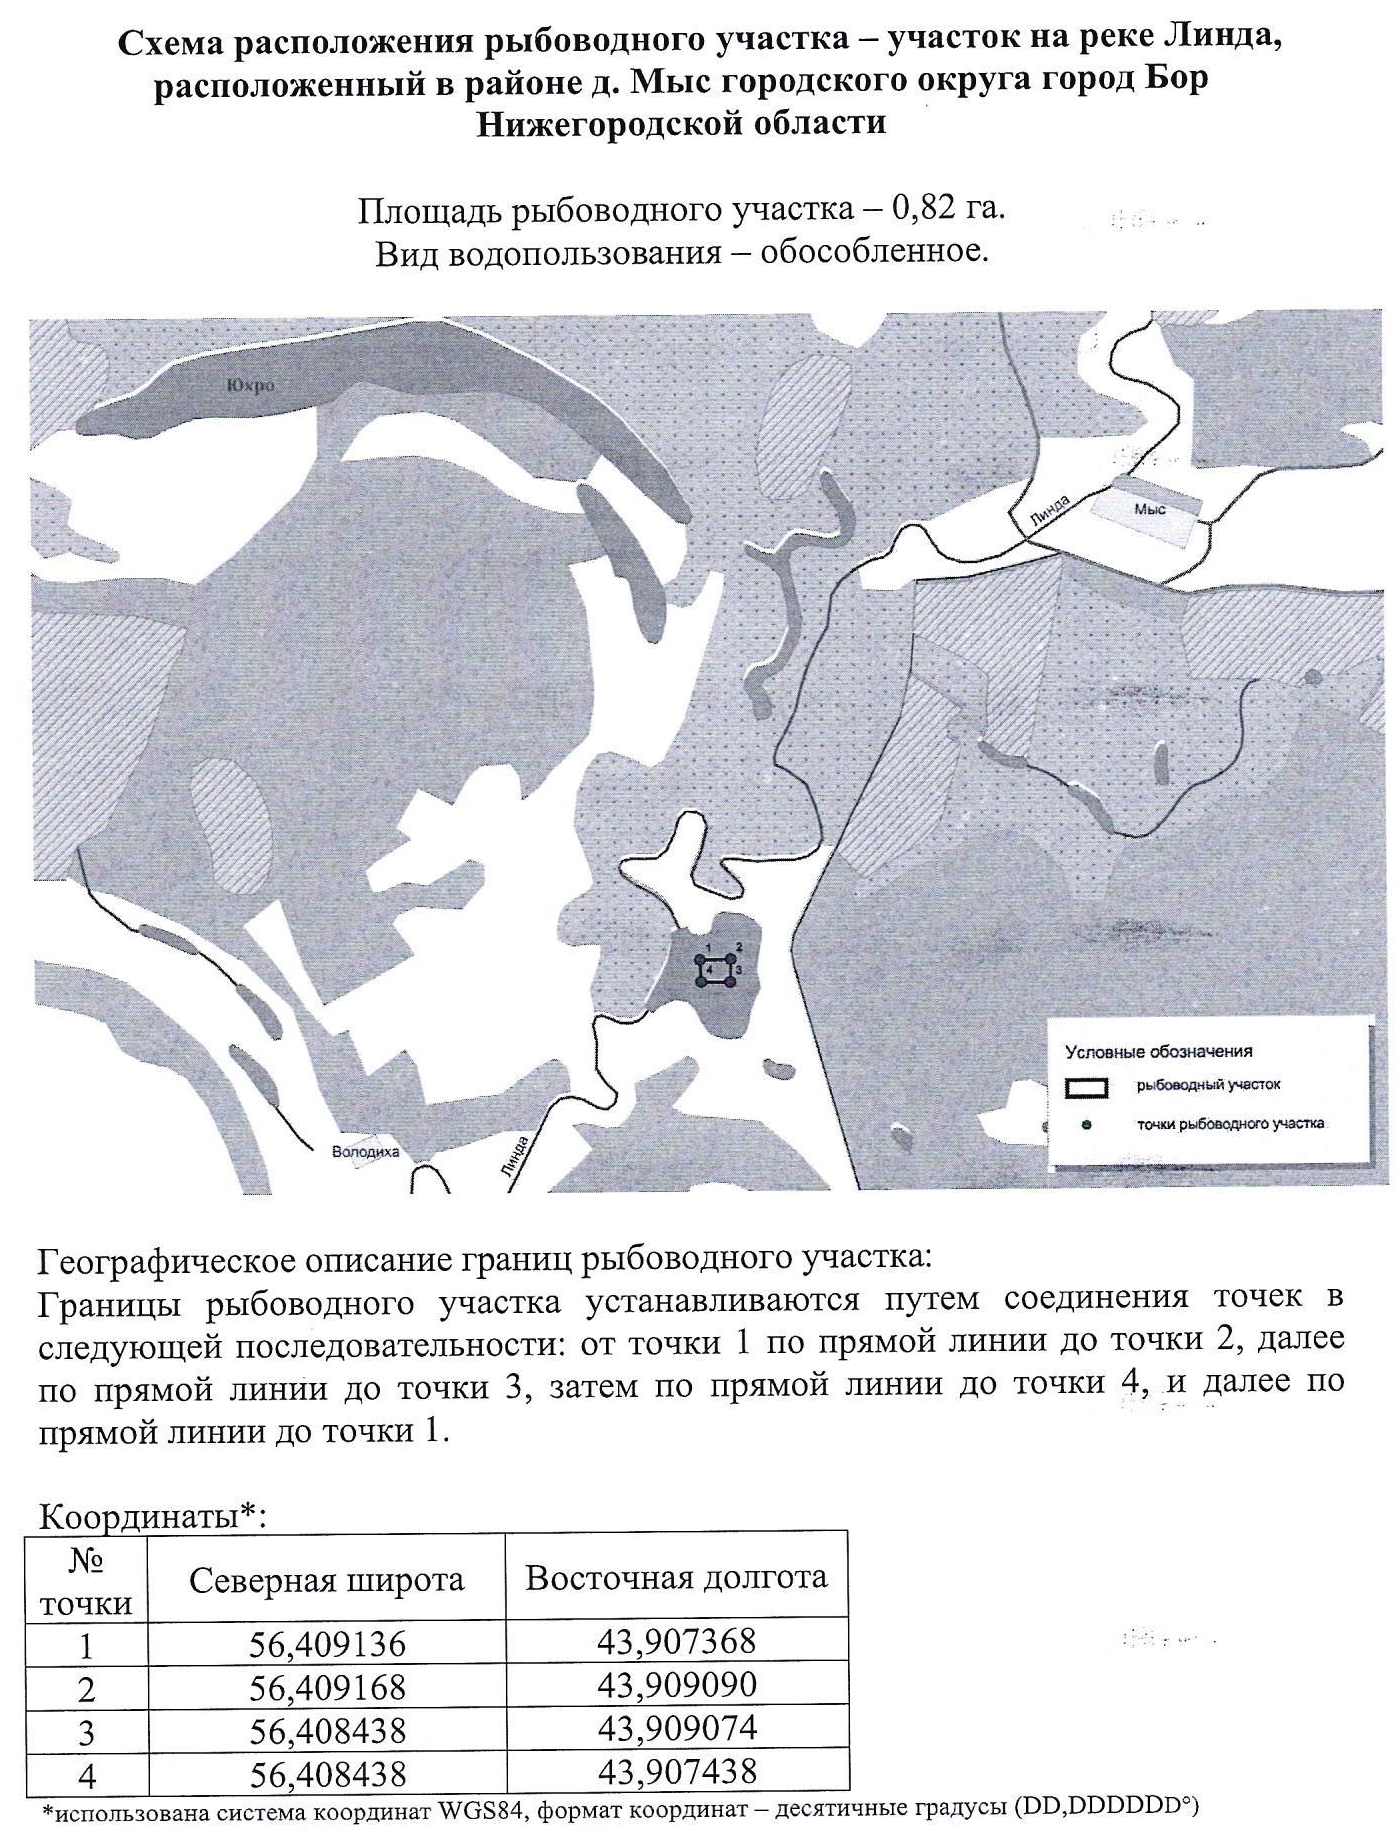 Схема расположения рыбоводного участка – участок на реке Линда,
расположенный в районе д. Мыс городского округа город Бор
Нижегородской области
Площадь рыбоводного участка – 0,82 га.
Вид водопользования – обособленное.
Юхро
Линда
Мыс
1 2
4 3
Условные обозначения
рыбоводный участок
точки рыбоводного участка
Володиха
Линда
Географическое описание границ рыбоводного участка:
Границы рыбоводного участка устанавливаются путем соединения точек в
следующей последовательности: от точки 1 по прямой линии до точки 2, далее
по прямой линии до точки 3, затем по прямой линии до точки 4, и далее по
прямой линии до точки 1.
Координаты*:
№ точки Северная широта Восточная долгота
1 56,409136 43,907368
2 56,409168 43,909090
3 56,408438 43,909074
4 56,408438 43,907438
*использована система координат WGS84, формат координат – десятичные градусы (DD,DDDDDD°)